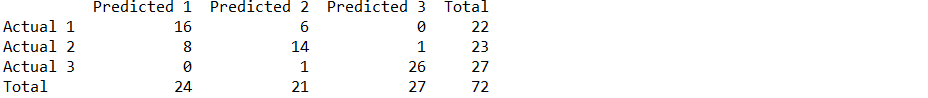 Predicted 1 Predicted 2 Predicted 3 Total
Actual 1 16 6 0 22
Actual 2 8 14 1 23
Actual 3 0 1 26 27
Total 24 21 27 72